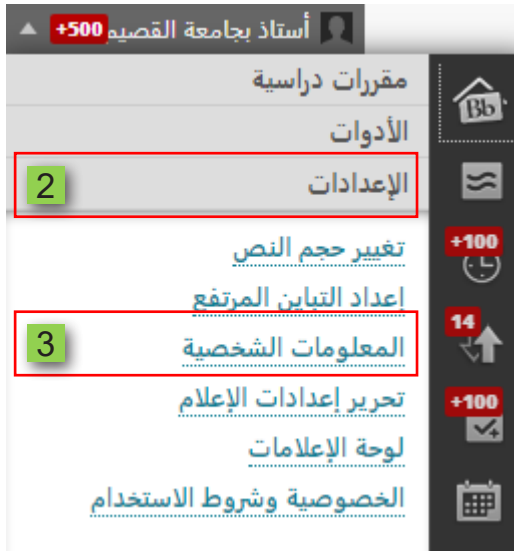 أستاذ بجامعة القصيم +500
مقررات دراسية
Bb
الأدوات
2 الإعدادات
تغيير حجم النص
+100
إعداد التباين المرتفع
14
3 المعلومات الشخصية
تحرير إعدادات الإعلام
+100
لوحة الإعلامات
الخصوصية وشروط الاستخدام